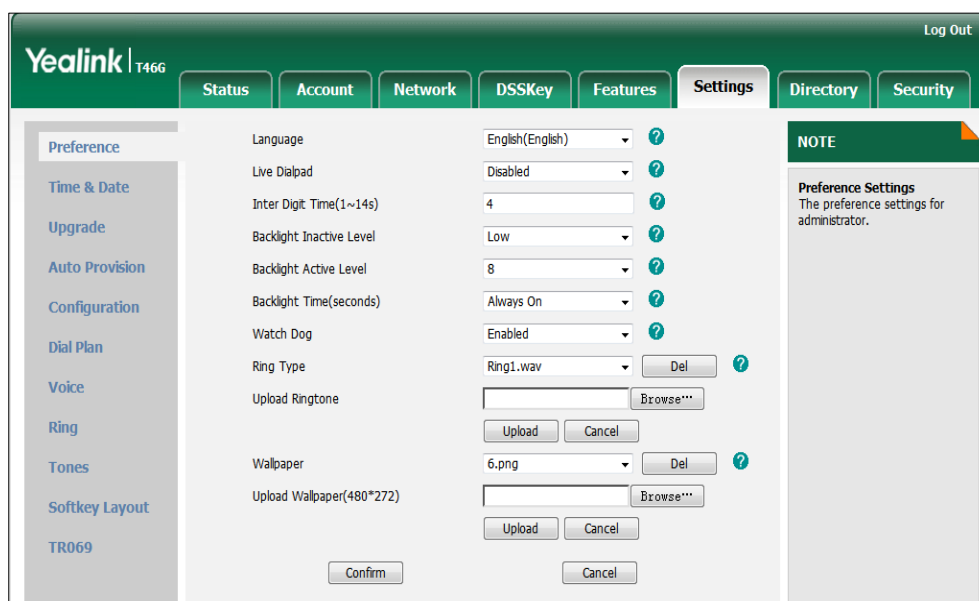 Log Out
Yealink T46G
Status Account Network DSSKey Features Settings Directory Security
Preference
Time & Date
Upgrade
Auto Provision
Configuration
Dial Plan
Voice
Ring
Tones
Softkey Layout
TR069
Language English(English) ?
Live Dialpad Disabled ?
Inter Digit Time(1~14s) 4 ?
Backlight Inactive Level Low ?
Backlight Active Level 8 ?
Backlight Time(seconds) Always On ?
Watch Dog Enabled ?
Ring Type Ring1.wav Del ?
Upload Ringtone Browse...
Upload Cancel
Wallpaper 6.png Del ?
Upload Wallpaper(480*272) Browse...
Upload Cancel
Confirm Cancel
NOTE
Preference Settings
The preference settings for
administrator.